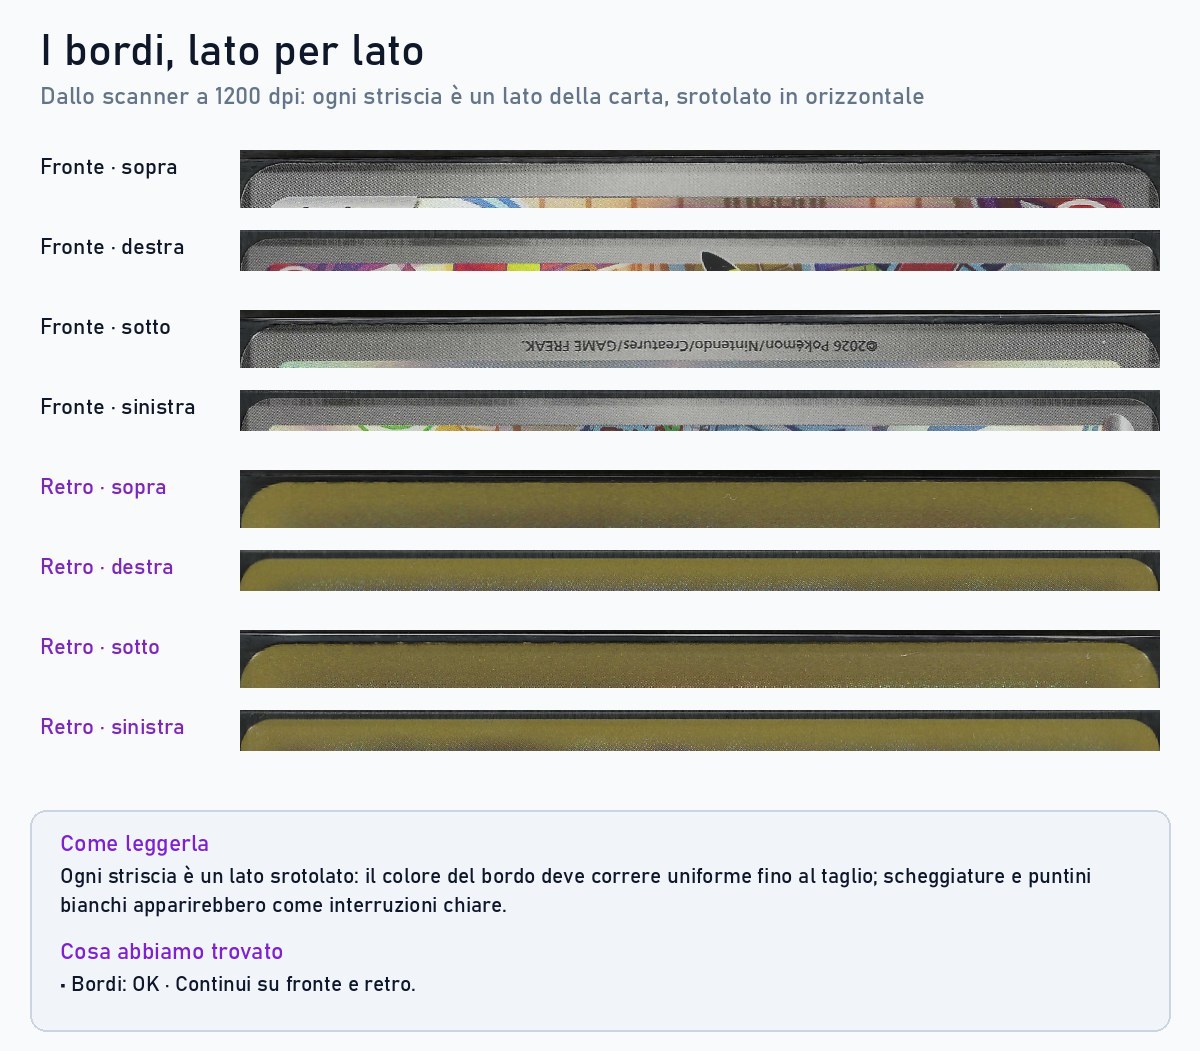 I bordi, lato per lato
Dallo scanner a 1200 dpi: ogni striscia è un lato della carta, srotolato in orizzontale
Fronte · sopra
Fronte · destra
Fronte · sotto
©2026 Pokémon/Nintendo/Creatures/GAME FREAK.
Fronte · sinistra
Retro · sopra
Retro · destra
Retro · sotto
Retro · sinistra
Come leggerla
Ogni striscia è un lato srotolato: il colore del bordo deve correre uniforme fino al taglio; scheggiature e puntini
bianchi apparirebbero come interruzioni chiare.
Cosa abbiamo trovato
• Bordi: OK · Continui su fronte e retro.